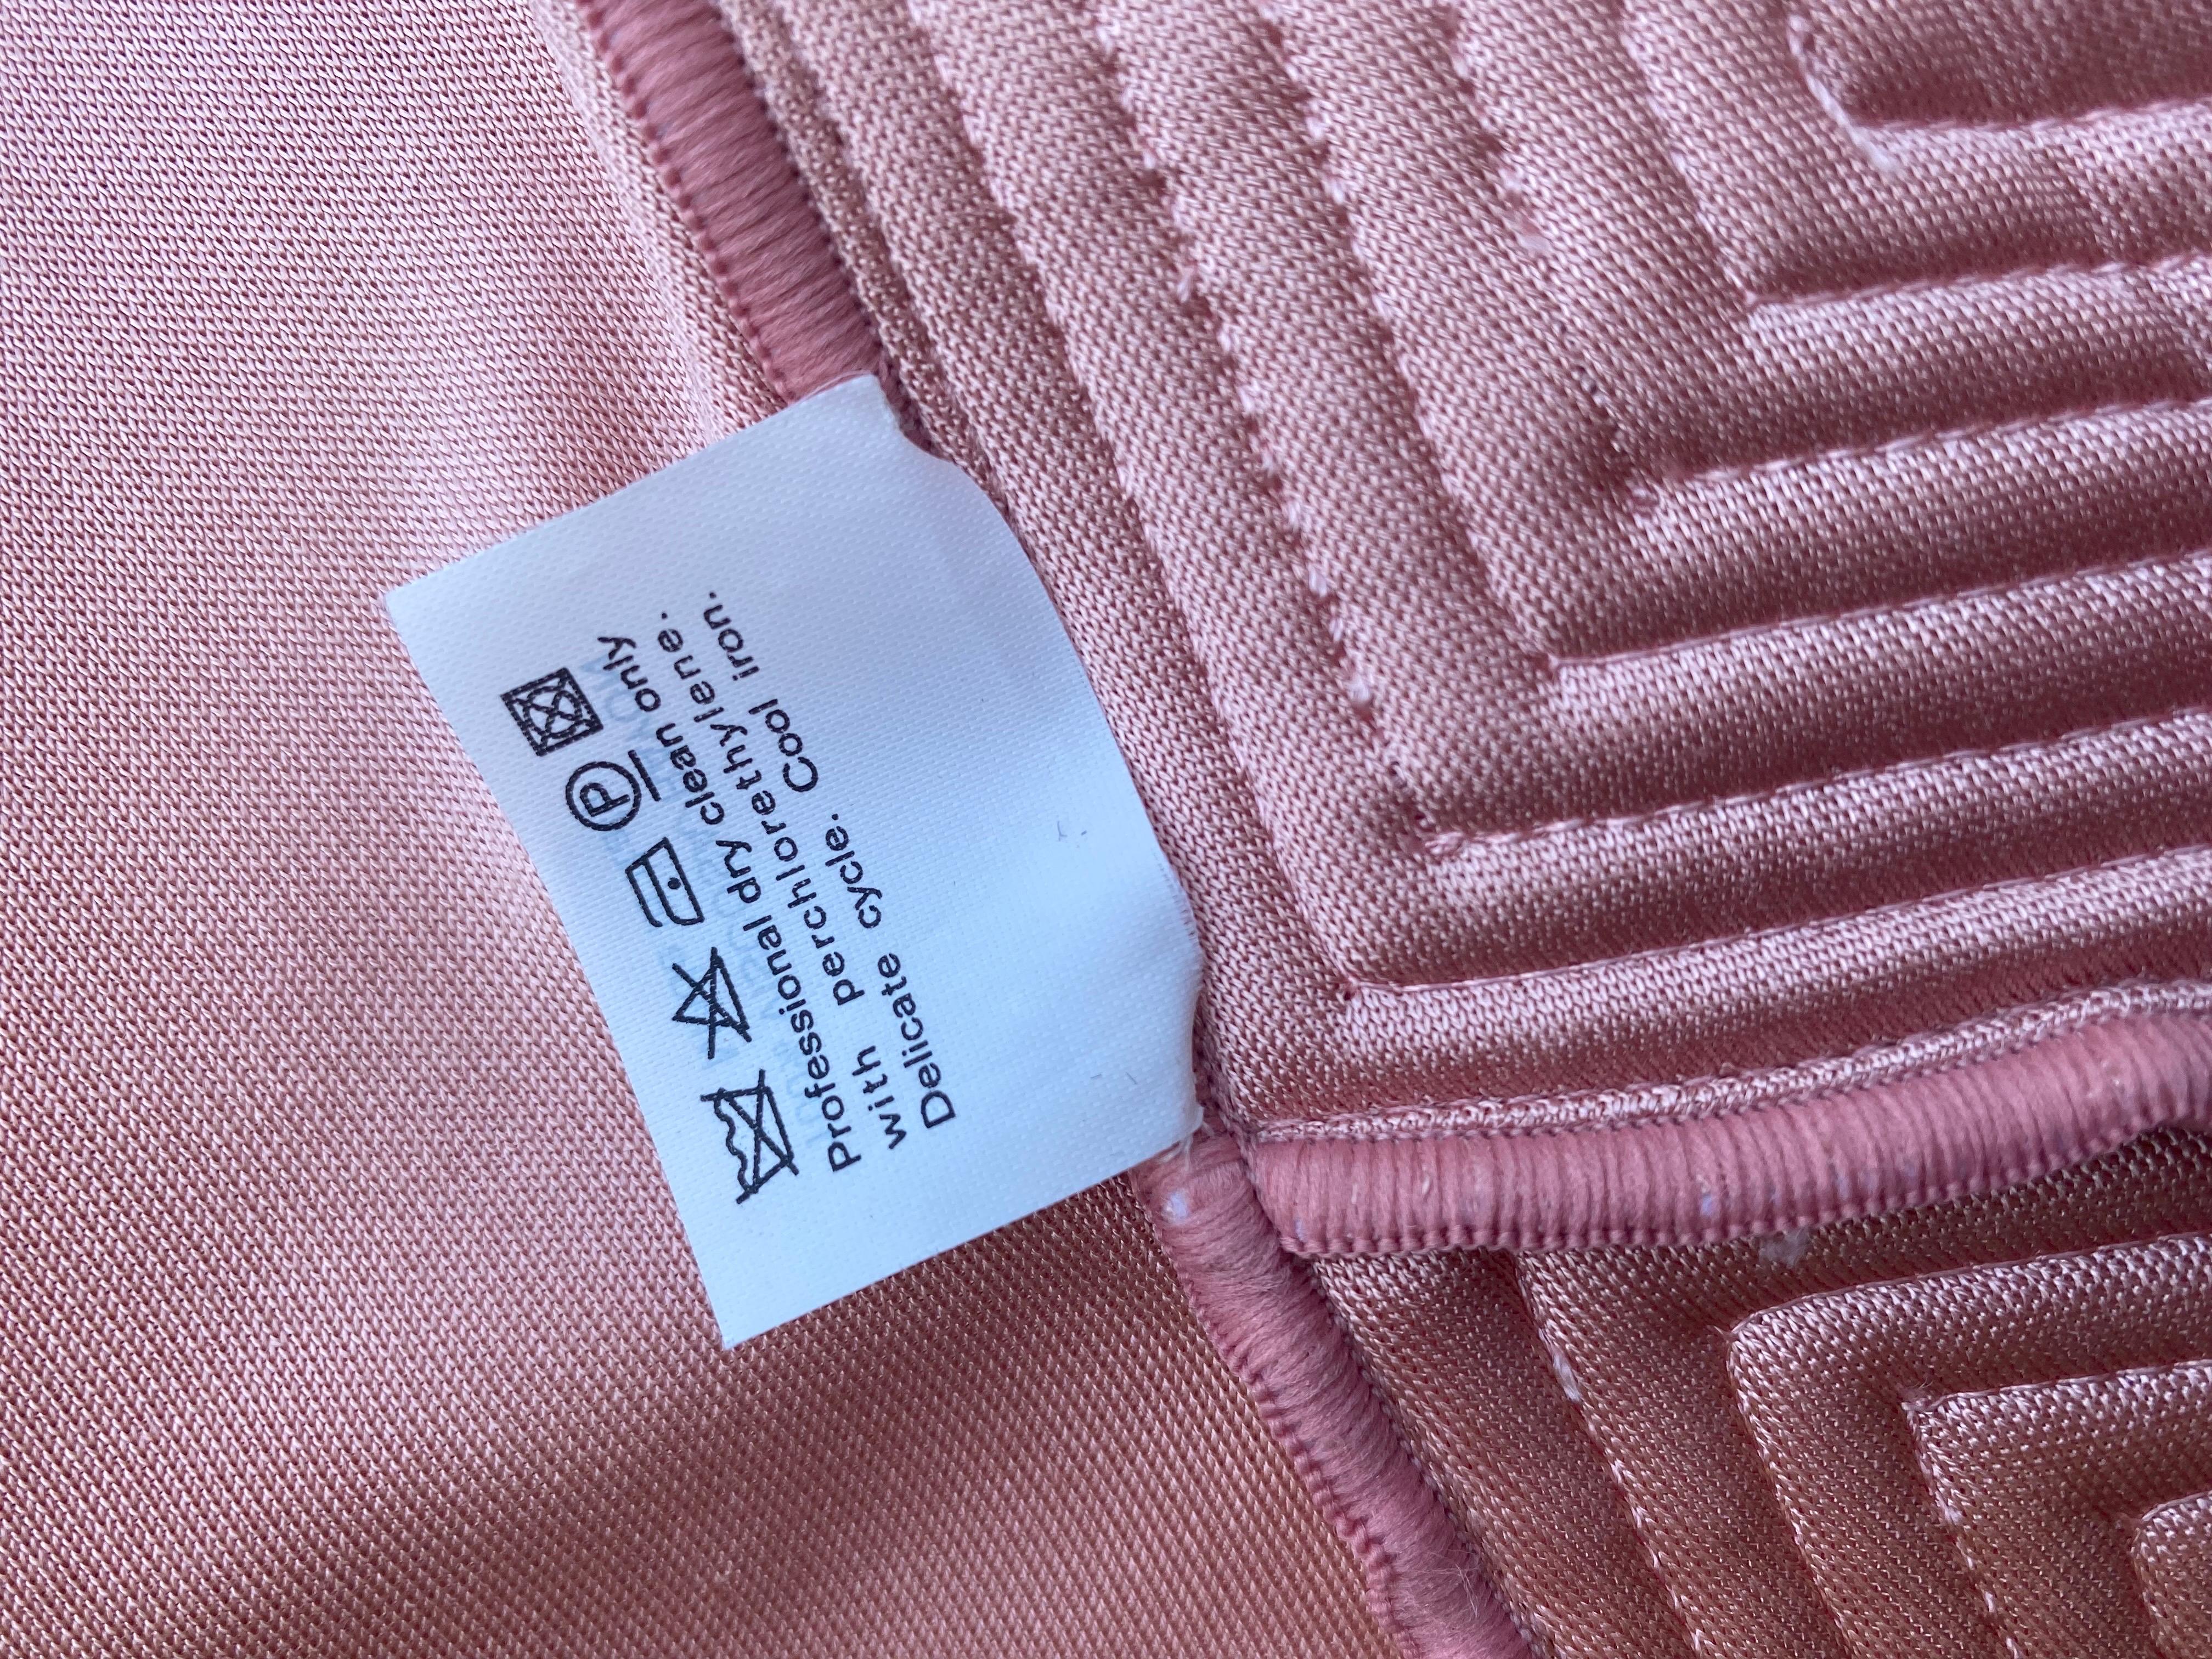 P
Professional dry clean only
with perchlorethylene.
Delicate cycle. Cool iron.